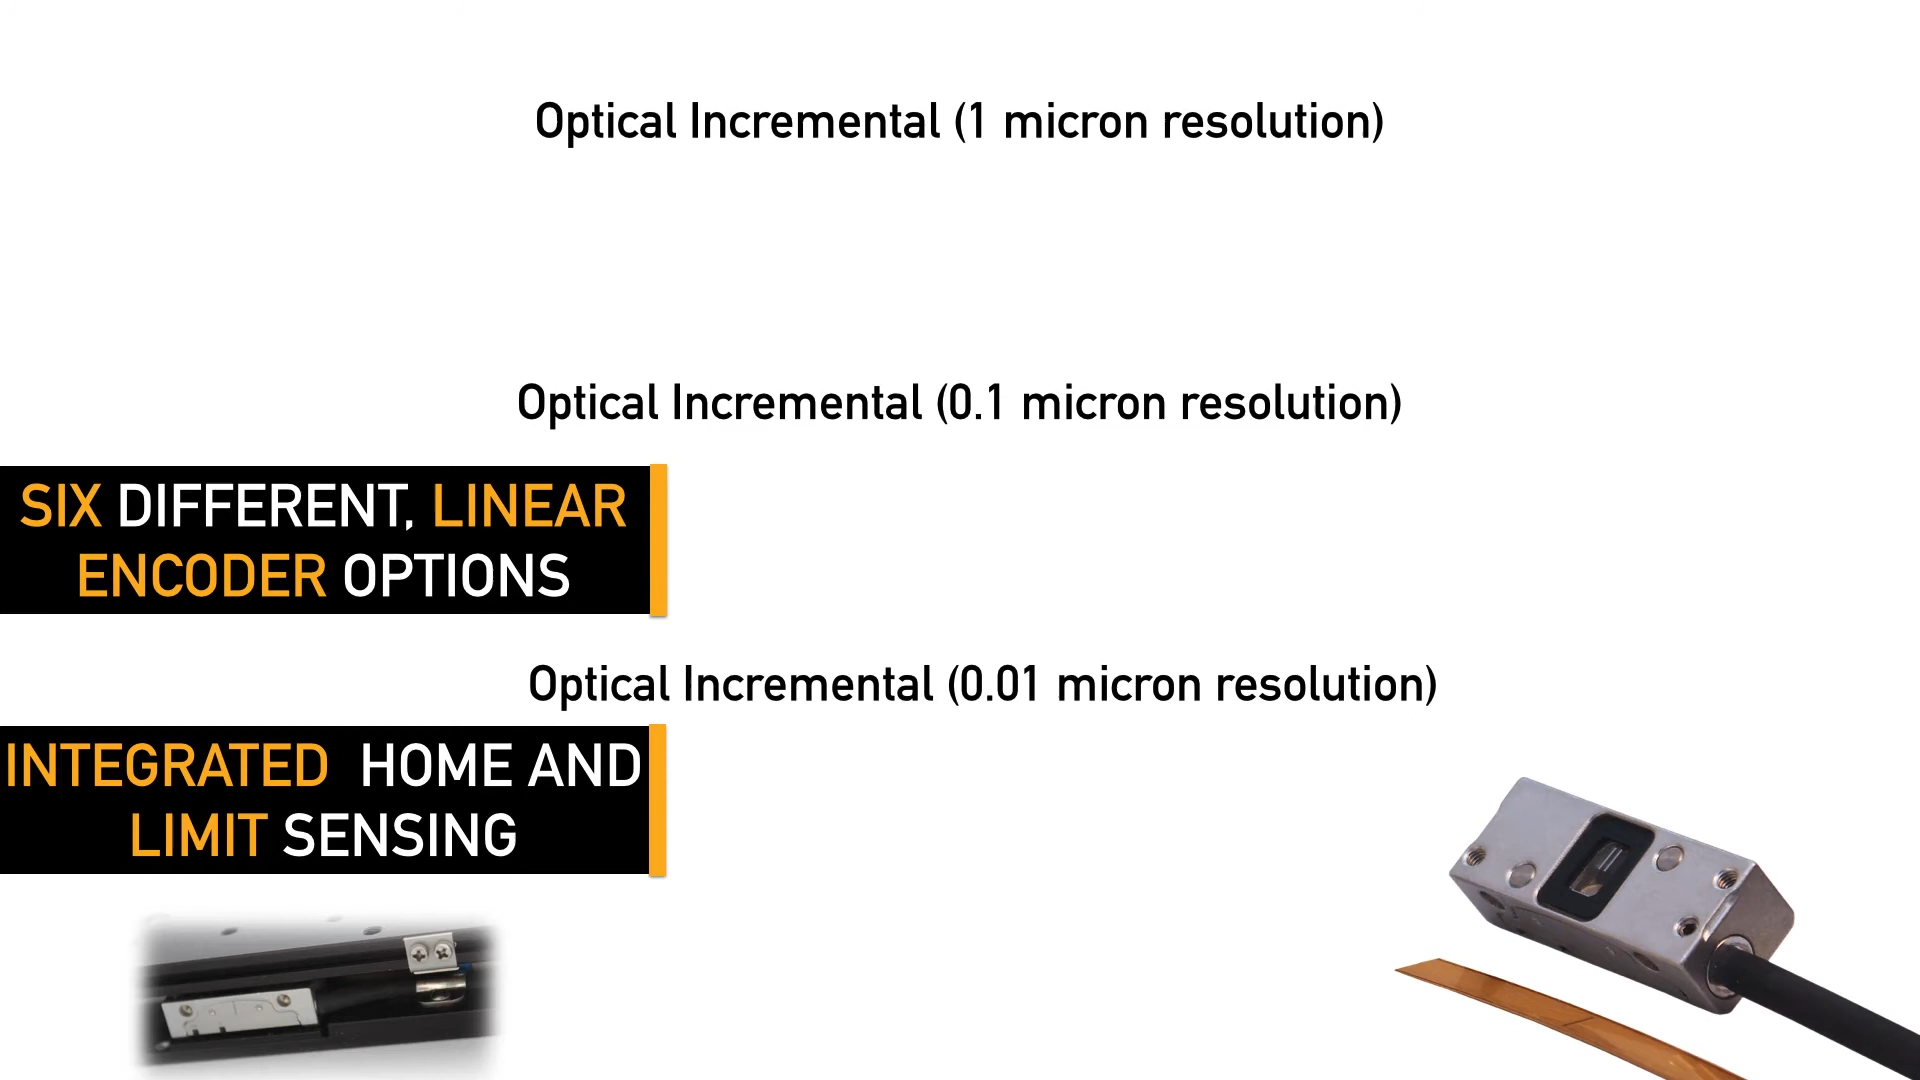 Optical Incremental (1 micron resolution)
Optical Incremental (0.1 micron resolution)
SIX DIFFERENT, LINEAR
ENCODER OPTIONS
Optical Incremental (0.01 micron resolution)
INTEGRATED HOME AND
LIMIT SENSING